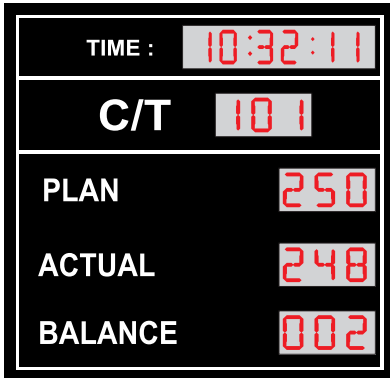 TIME : 10:32:11
C/T 101
PLAN 250
ACTUAL 248
BALANCE 002